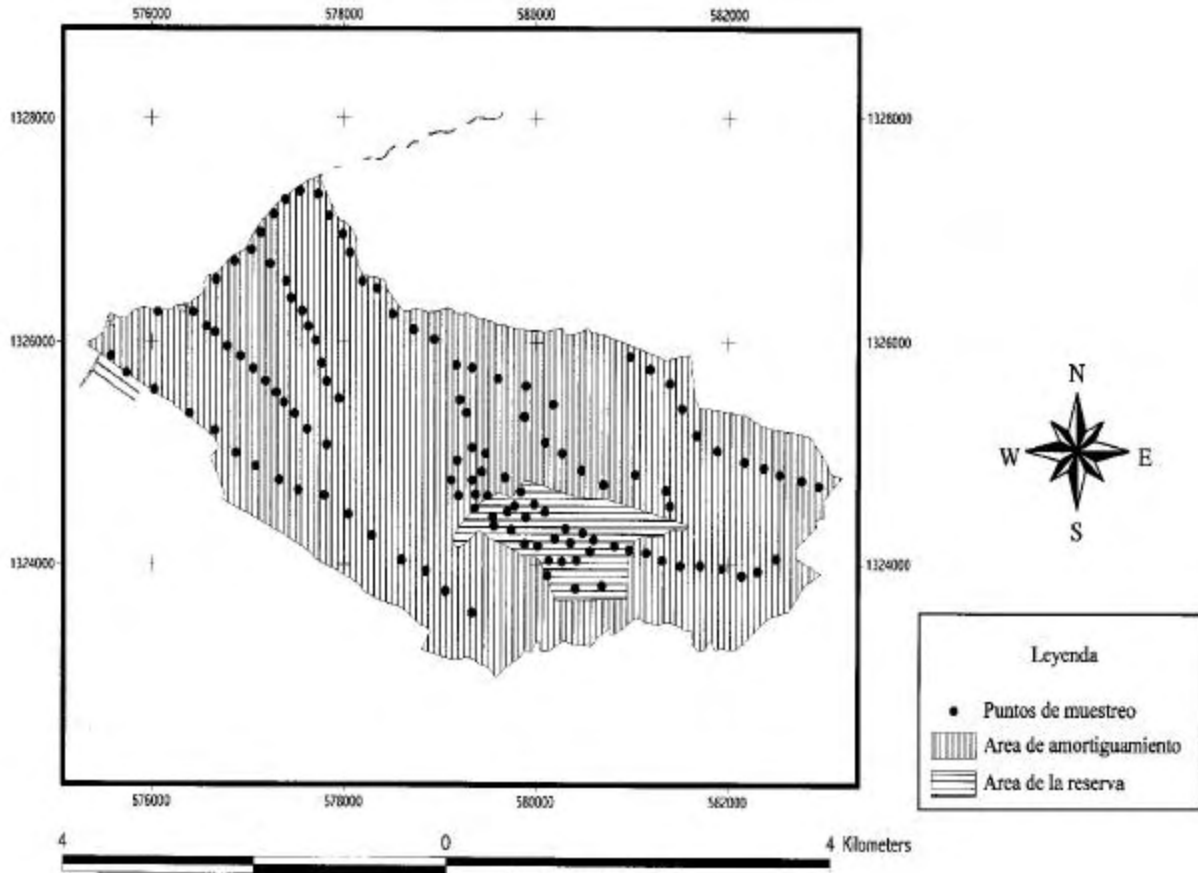 576000 578000 580000 582000
1328000 1328000
1326000 1326000
1324000 1324000
576000 578000 580000 582000
N
W E
S
Leyenda
Puntos de muestreo
Area de amortiguamiento
Area de la reserva
4 0 4 Kilometers